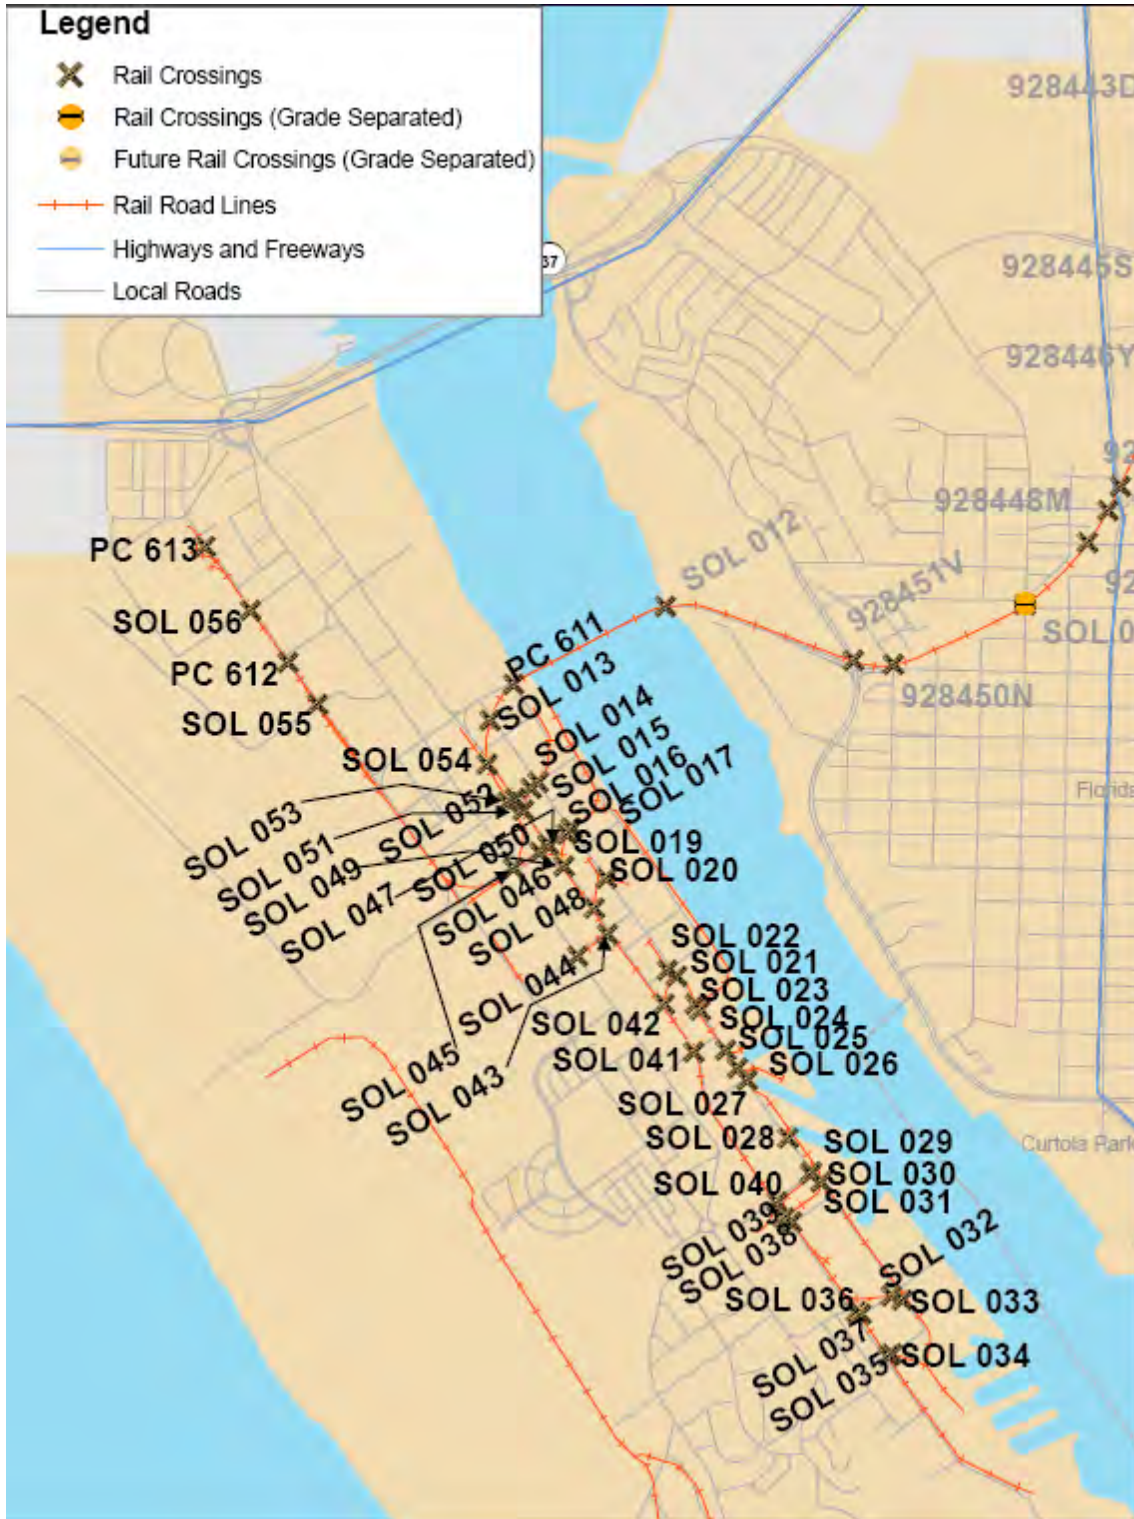 Legend
Rail Crossings
Rail Crossings (Grade Separated)
Future Rail Crossings (Grade Separated)
Rail Road Lines
Highways and Freeways
Local Roads
928443D
37
928445S
928446Y
92
928448M
SOL 012
92
928451V
SOL 0
928450N
PC 613
SOL 056
PC 612
SOL 055
PC 611
SOL 013
SOL 014
SOL 015
SOL 016
SOL 017
SOL 054
SOL 053
SOL 052
SOL 051
SOL 050
SOL 049
SOL 047
SOL 019
SOL 020
SOL 046
SOL 048
SOL 044
SOL 045
SOL 043
SOL 022
SOL 021
SOL 023
SOL 024
SOL 042
SOL 025
SOL 041
SOL 026
SOL 027
SOL 028
SOL 029
SOL 030
SOL 040
SOL 031
SOL 039
SOL 038
SOL 032
SOL 036
SOL 033
SOL 037
SOL 035
SOL 034
Florida
Curtola Park